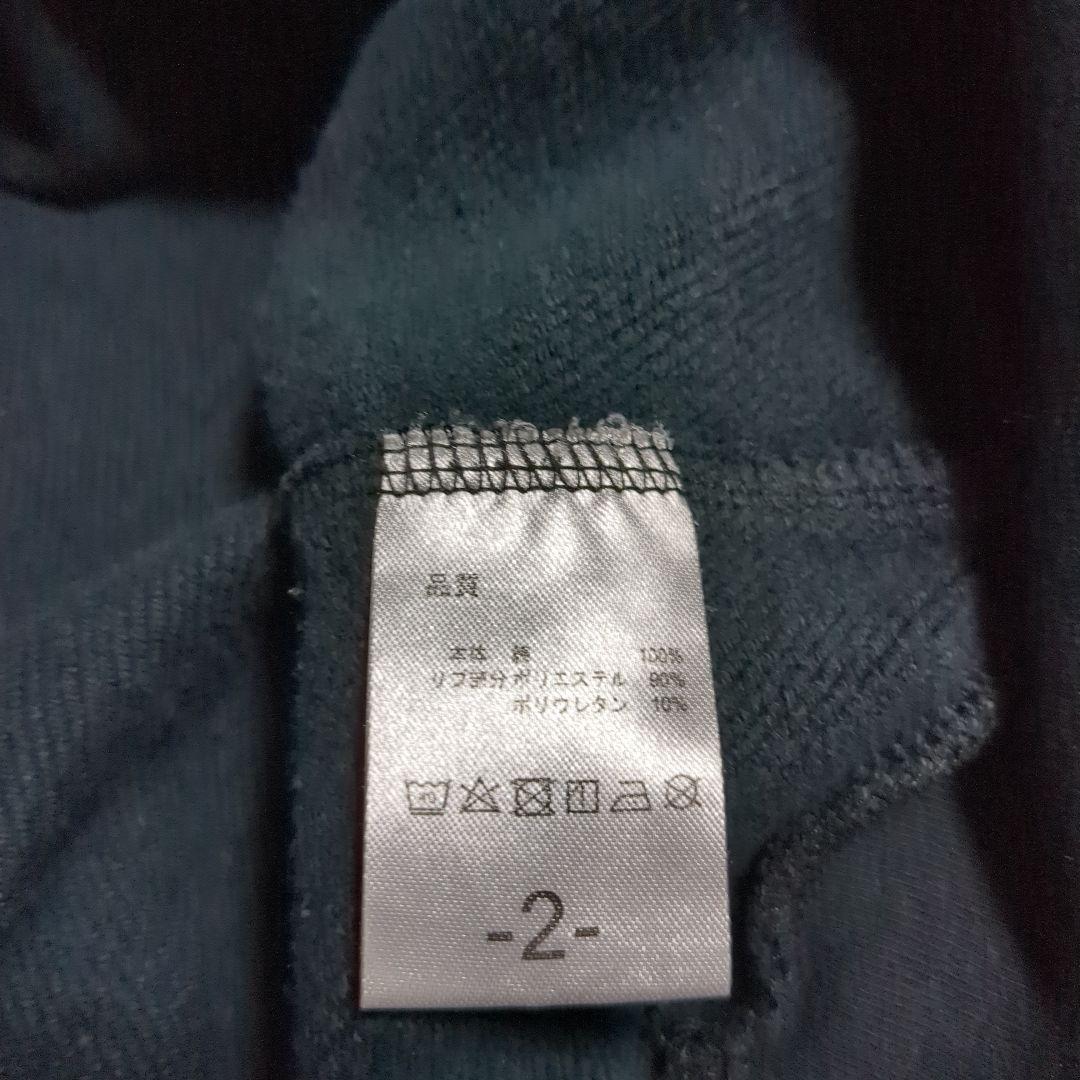 品質
本体 綿 100%
リブ部分 ポリエステル 90%
ポリウレタン 10%
-2-